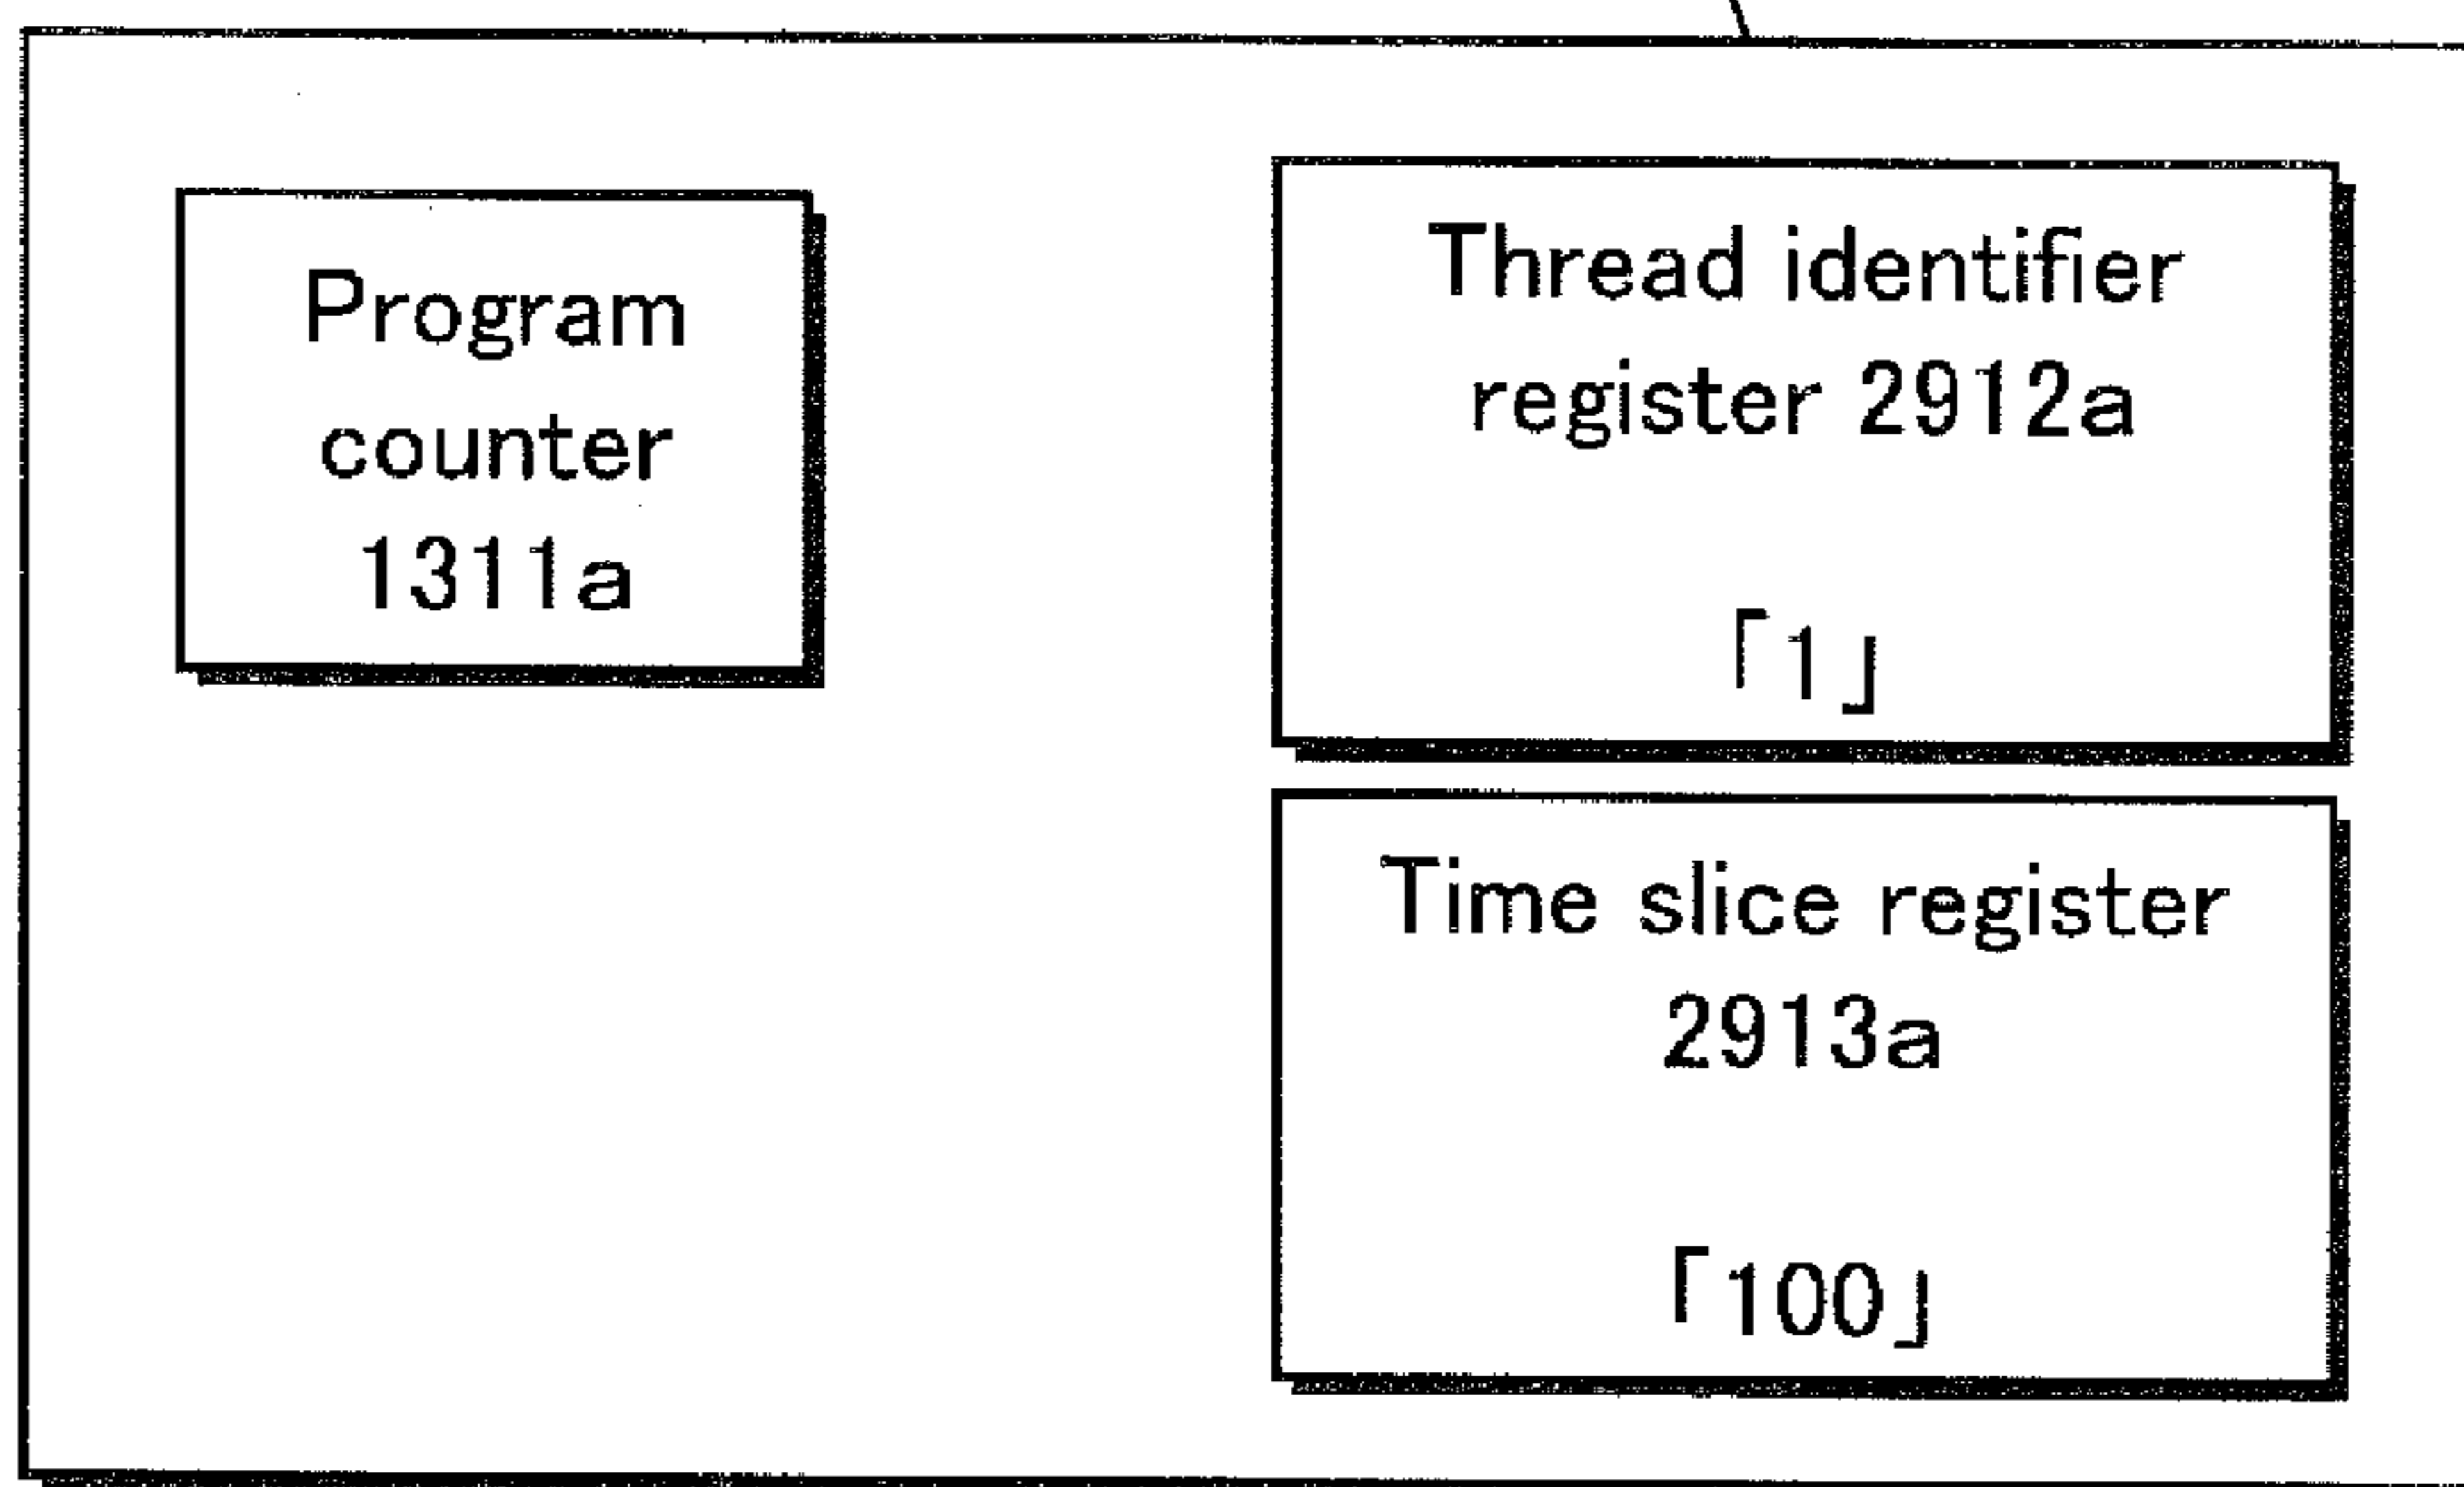 Program
counter
1311a
Thread identifier
register 2912a
「1」
Time slice register
2913a
「100」